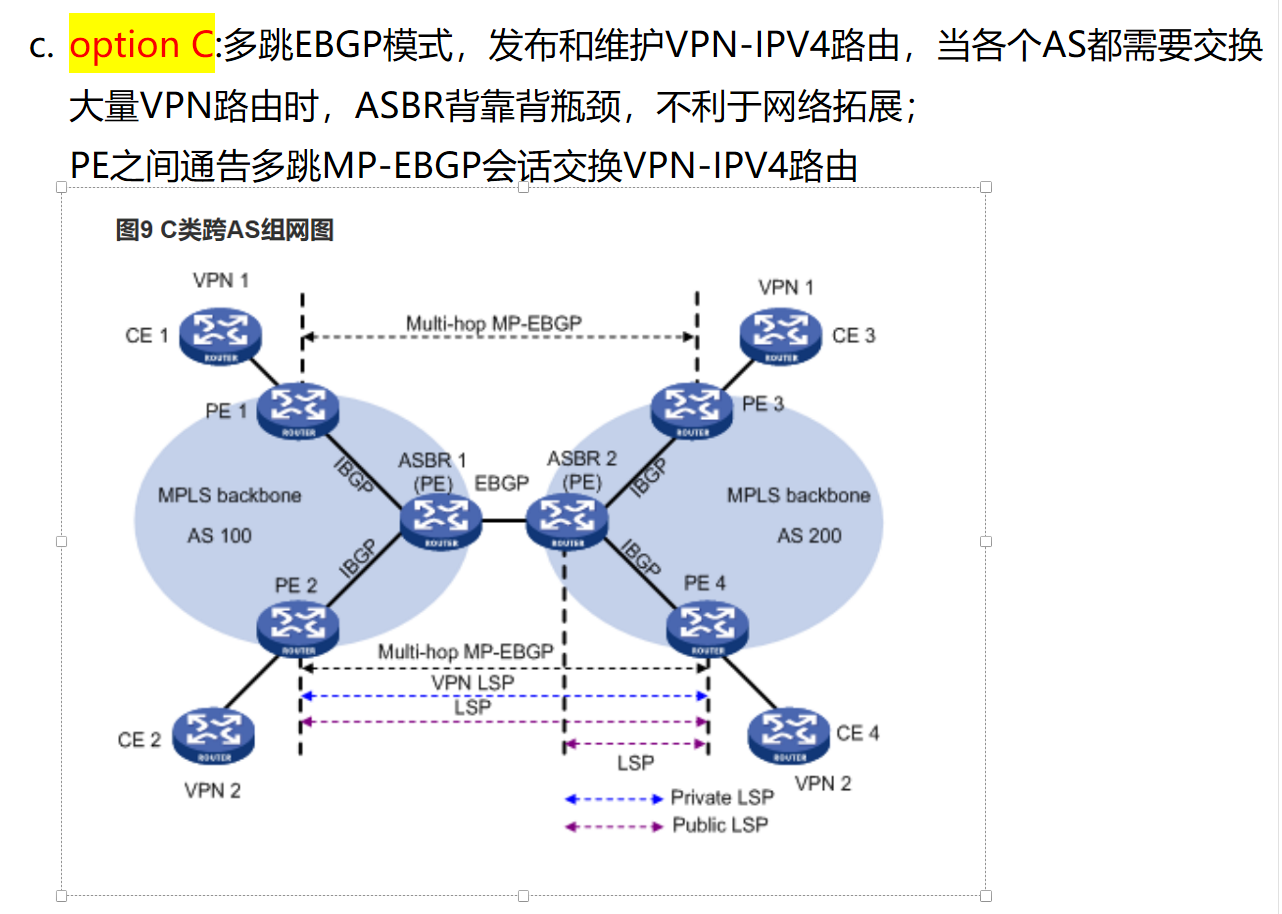 c. option C:多跳EBGP模式，发布和维护VPN-IPV4路由，当各个AS都需要交换
大量VPN路由时，ASBR背靠背瓶颈，不利于网络拓展；
PE之间通告多跳MP-EBGP会话交换VPN-IPV4路由
图9 C类跨AS组网图
VPN 1
VPN 1
CE 1
ROUTER
Multi-hop MP-EBGP
ROUTER
CE 3
PE 1
ROUTER
ROUTER
PE 3
IBGP
ASBR 1
(PE)
EBGP
ASBR 2
(PE)
IBGP
MPLS backbone
AS 100
ROUTER
ROUTER
MPLS backbone
AS 200
IBGP
IBGP
PE 2
ROUTER
PE 4
ROUTER
Multi-hop MP-EBGP
VPN LSP
LSP
CE 2
ROUTER
VPN 2
LSP
ROUTER
CE 4
VPN 2
Private LSP
Public LSP